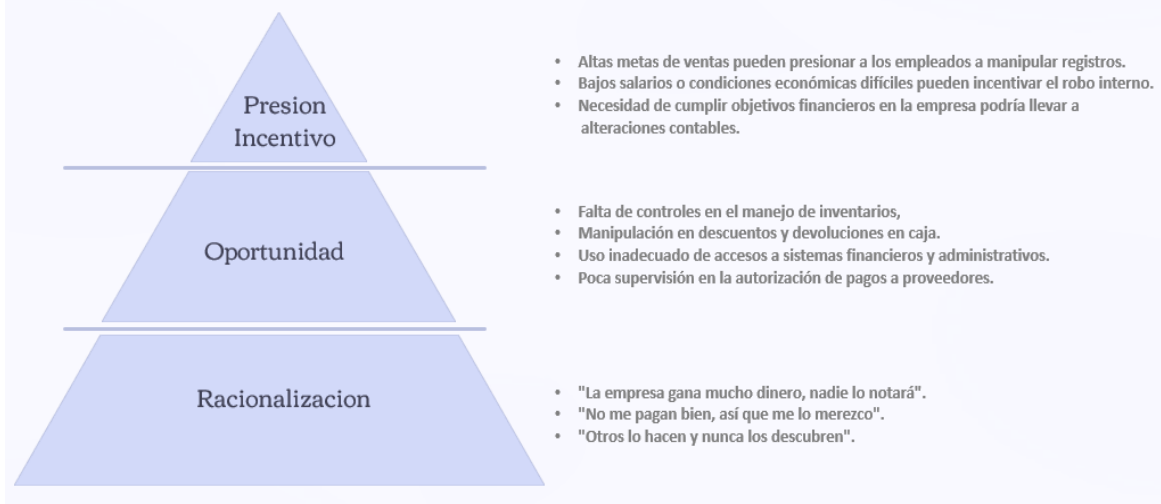 Presion
Incentivo
• Altas metas de ventas pueden presionar a los empleados a manipular registros.
• Bajos salarios o condiciones económicas difíciles pueden incentivar el robo interno.
• Necesidad de cumplir objetivos financieros en la empresa podría llevar a
alteraciones contables.
Oportunidad
• Falta de controles en el manejo de inventarios,
• Manipulación en descuentos y devoluciones en caja.
• Uso inadecuado de accesos a sistemas financieros y administrativos.
• Poca supervisión en la autorización de pagos a proveedores.
Racionalizacion
• "La empresa gana mucho dinero, nadie lo notará".
• "No me pagan bien, así que me lo merezco".
• "Otros lo hacen y nunca los descubren".